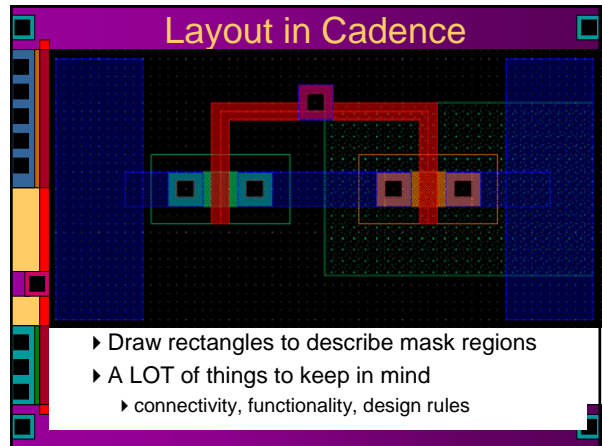 Layout in Cadence
Draw rectangles to describe mask regions
A LOT of things to keep in mind
connectivity, functionality, design rules